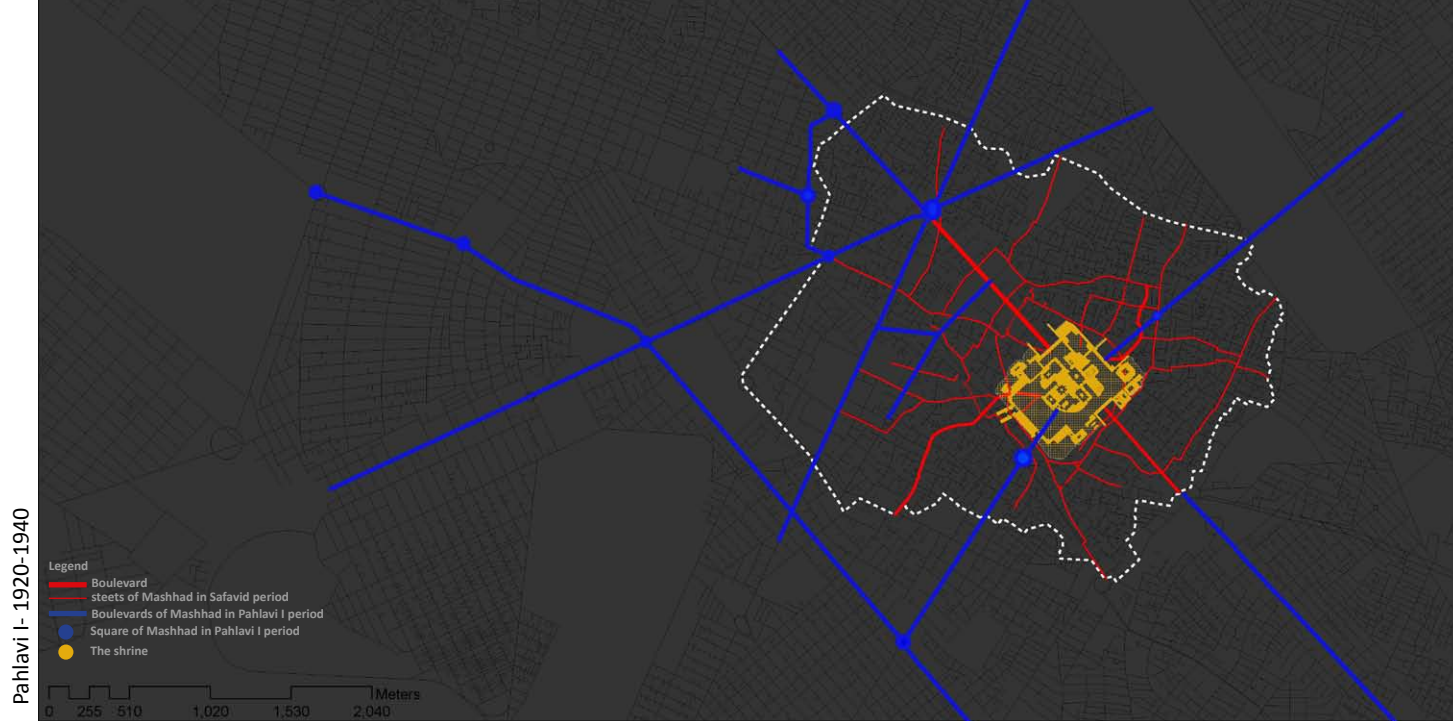 Pahlavi I- 1920-1940
Legend
Boulevard
steets of Mashhad in Safavid period
Boulevards of Mashhad in Pahlavi I period
Square of Mashhad in Pahlavi I period
The shrine
Meters
0 255 510 1,020 1,530 2,040